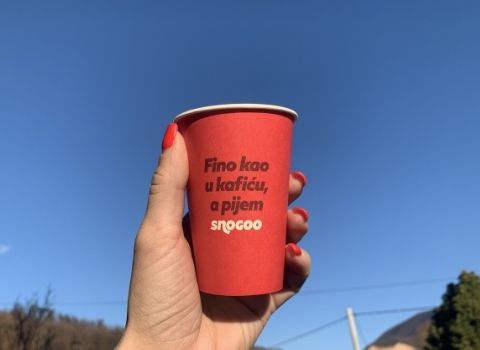 Fino kao
u kafiću,
a pijem
snogoo